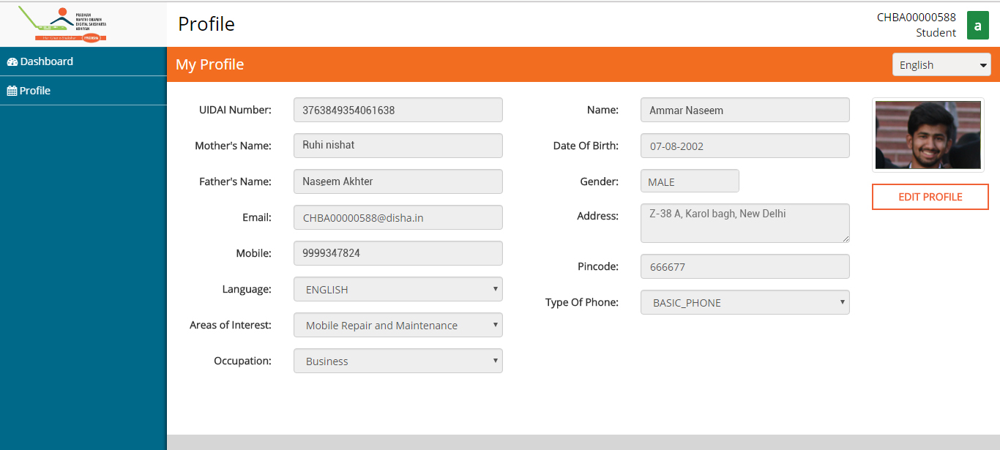 PRADHAN
MANTRI GRAMIN
DIGITAL SAKSHARTA
ABHIYAN
PMGDISHA
Profile
CHBA00000588
Student
a
Dashboard
Profile
My Profile
English
UIDAI Number:
3763849354061638
Mother's Name:
Ruhi nishat
Father's Name:
Naseem Akhter
Email:
CHBA00000588@disha.in
Mobile:
9999347824
Language:
ENGLISH
Areas of Interest:
Mobile Repair and Maintenance
Occupation:
Business
Name:
Ammar Naseem
Date Of Birth:
07-08-2002
Gender:
MALE
Address:
Z-38 A, Karol bagh, New Delhi
Pincode:
666677
Type Of Phone:
BASIC_PHONE
EDIT PROFILE